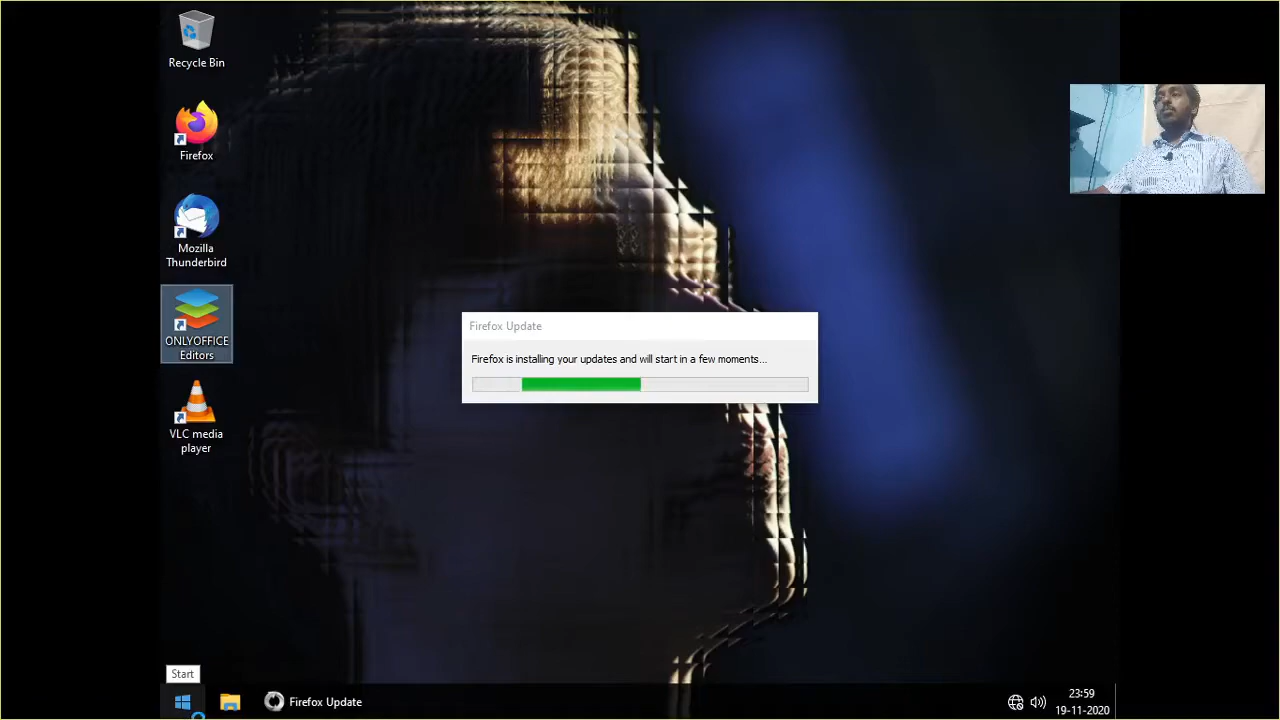 Recycle Bin
Firefox
Mozilla
Thunderbird
ONLYOFFICE
Editors
VLC media
player
Firefox Update
Firefox is installing your updates and will start in a few moments...
Start
Firefox Update
23:59
19-11-2020